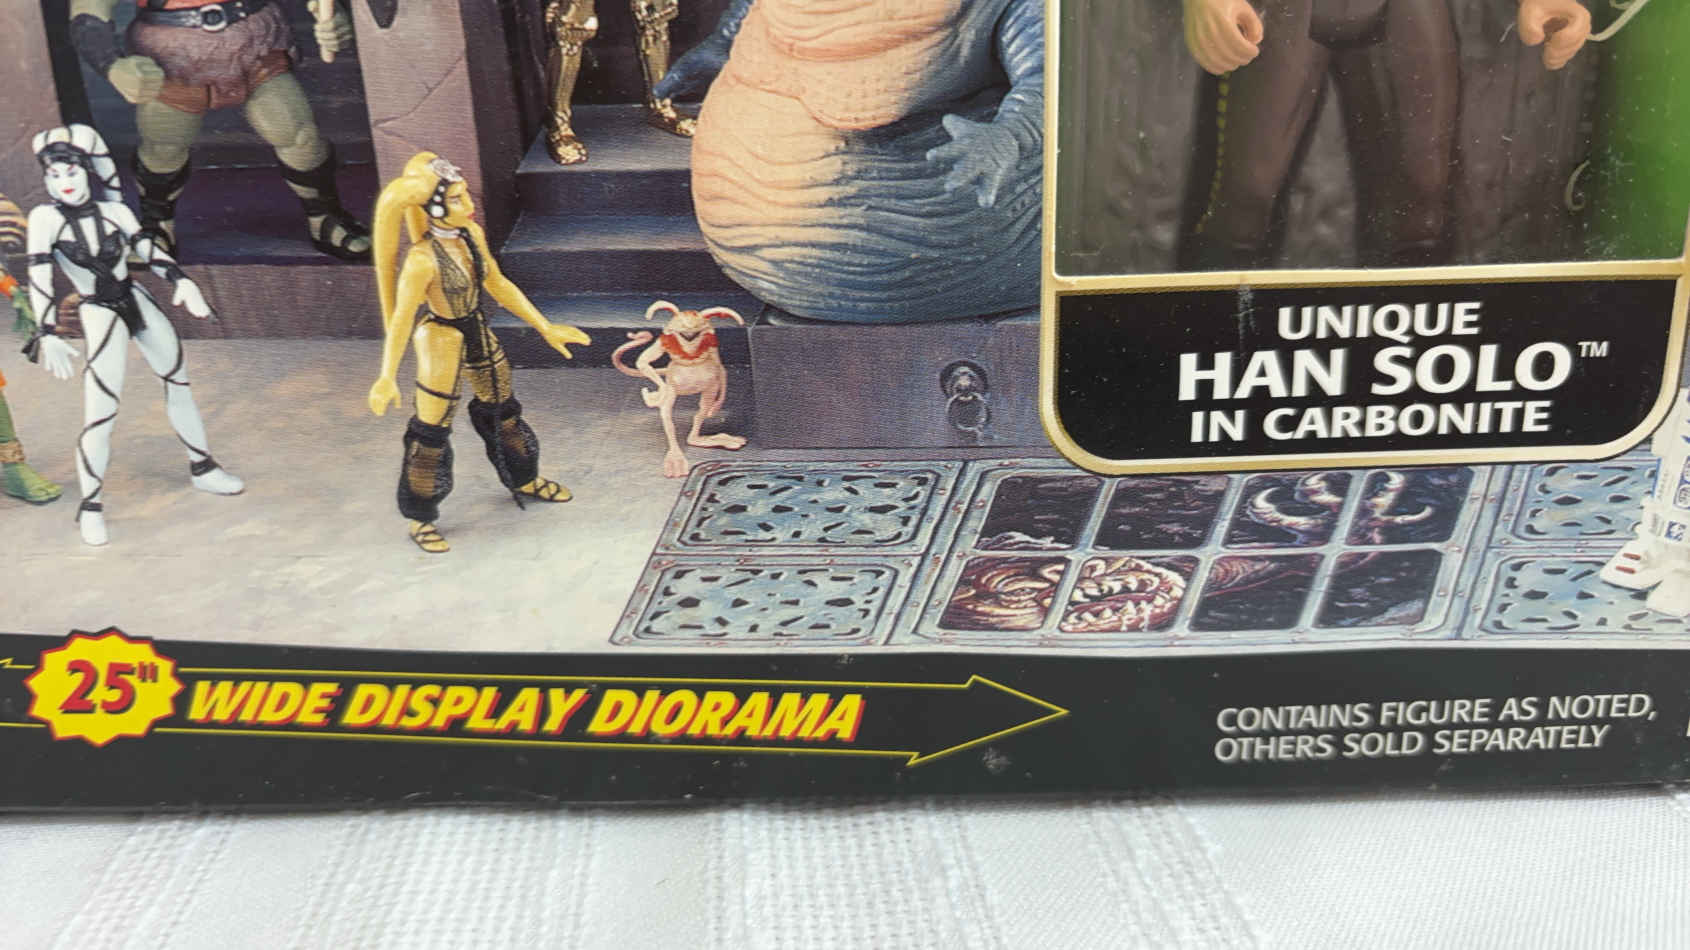 UNIQUE
HAN SOLO™
IN CARBONITE
25" WIDE DISPLAY DIORAMA
CONTAINS FIGURE AS NOTED,
OTHERS SOLD SEPARATELY